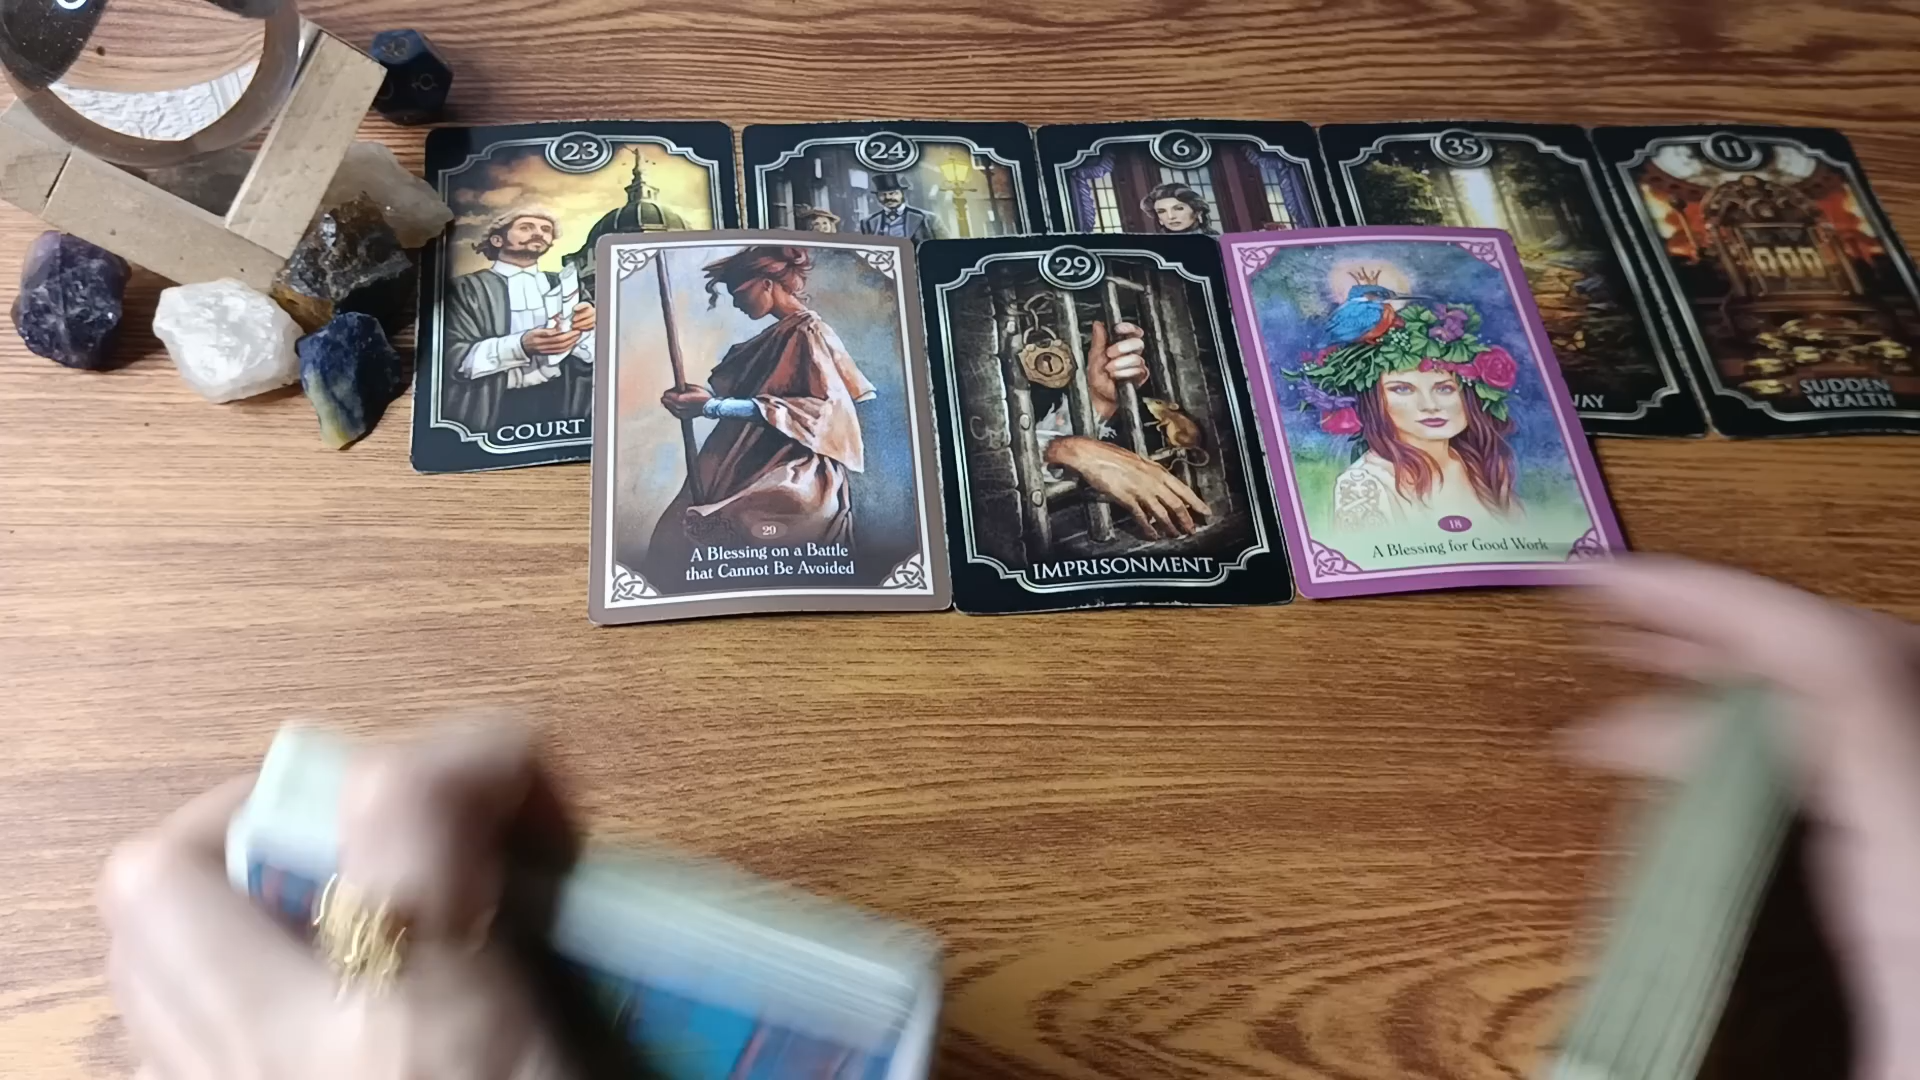 23
24
6
35
11
COURT
WAY
SUDDEN
WEALTH
29
A Blessing on a Battle
that Cannot Be Avoided
29
IMPRISONMENT
18
A Blessing for Good Work